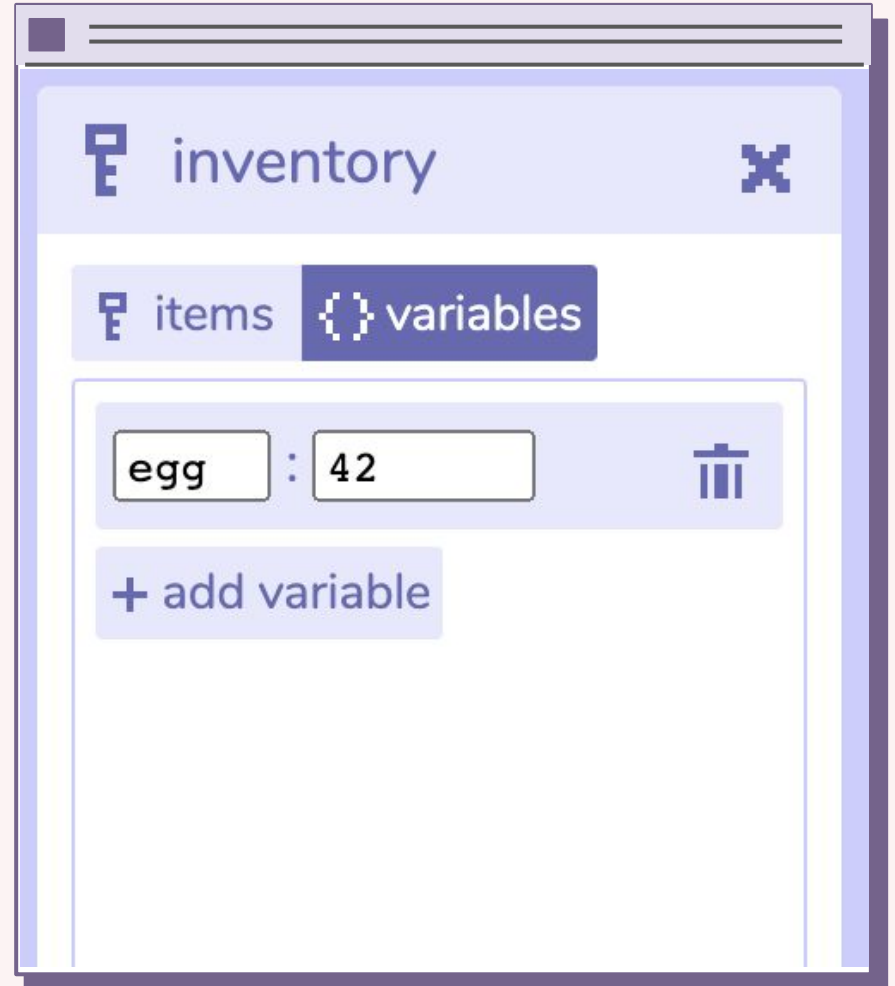 inventory
items {} variables
egg : 42
+ add variable